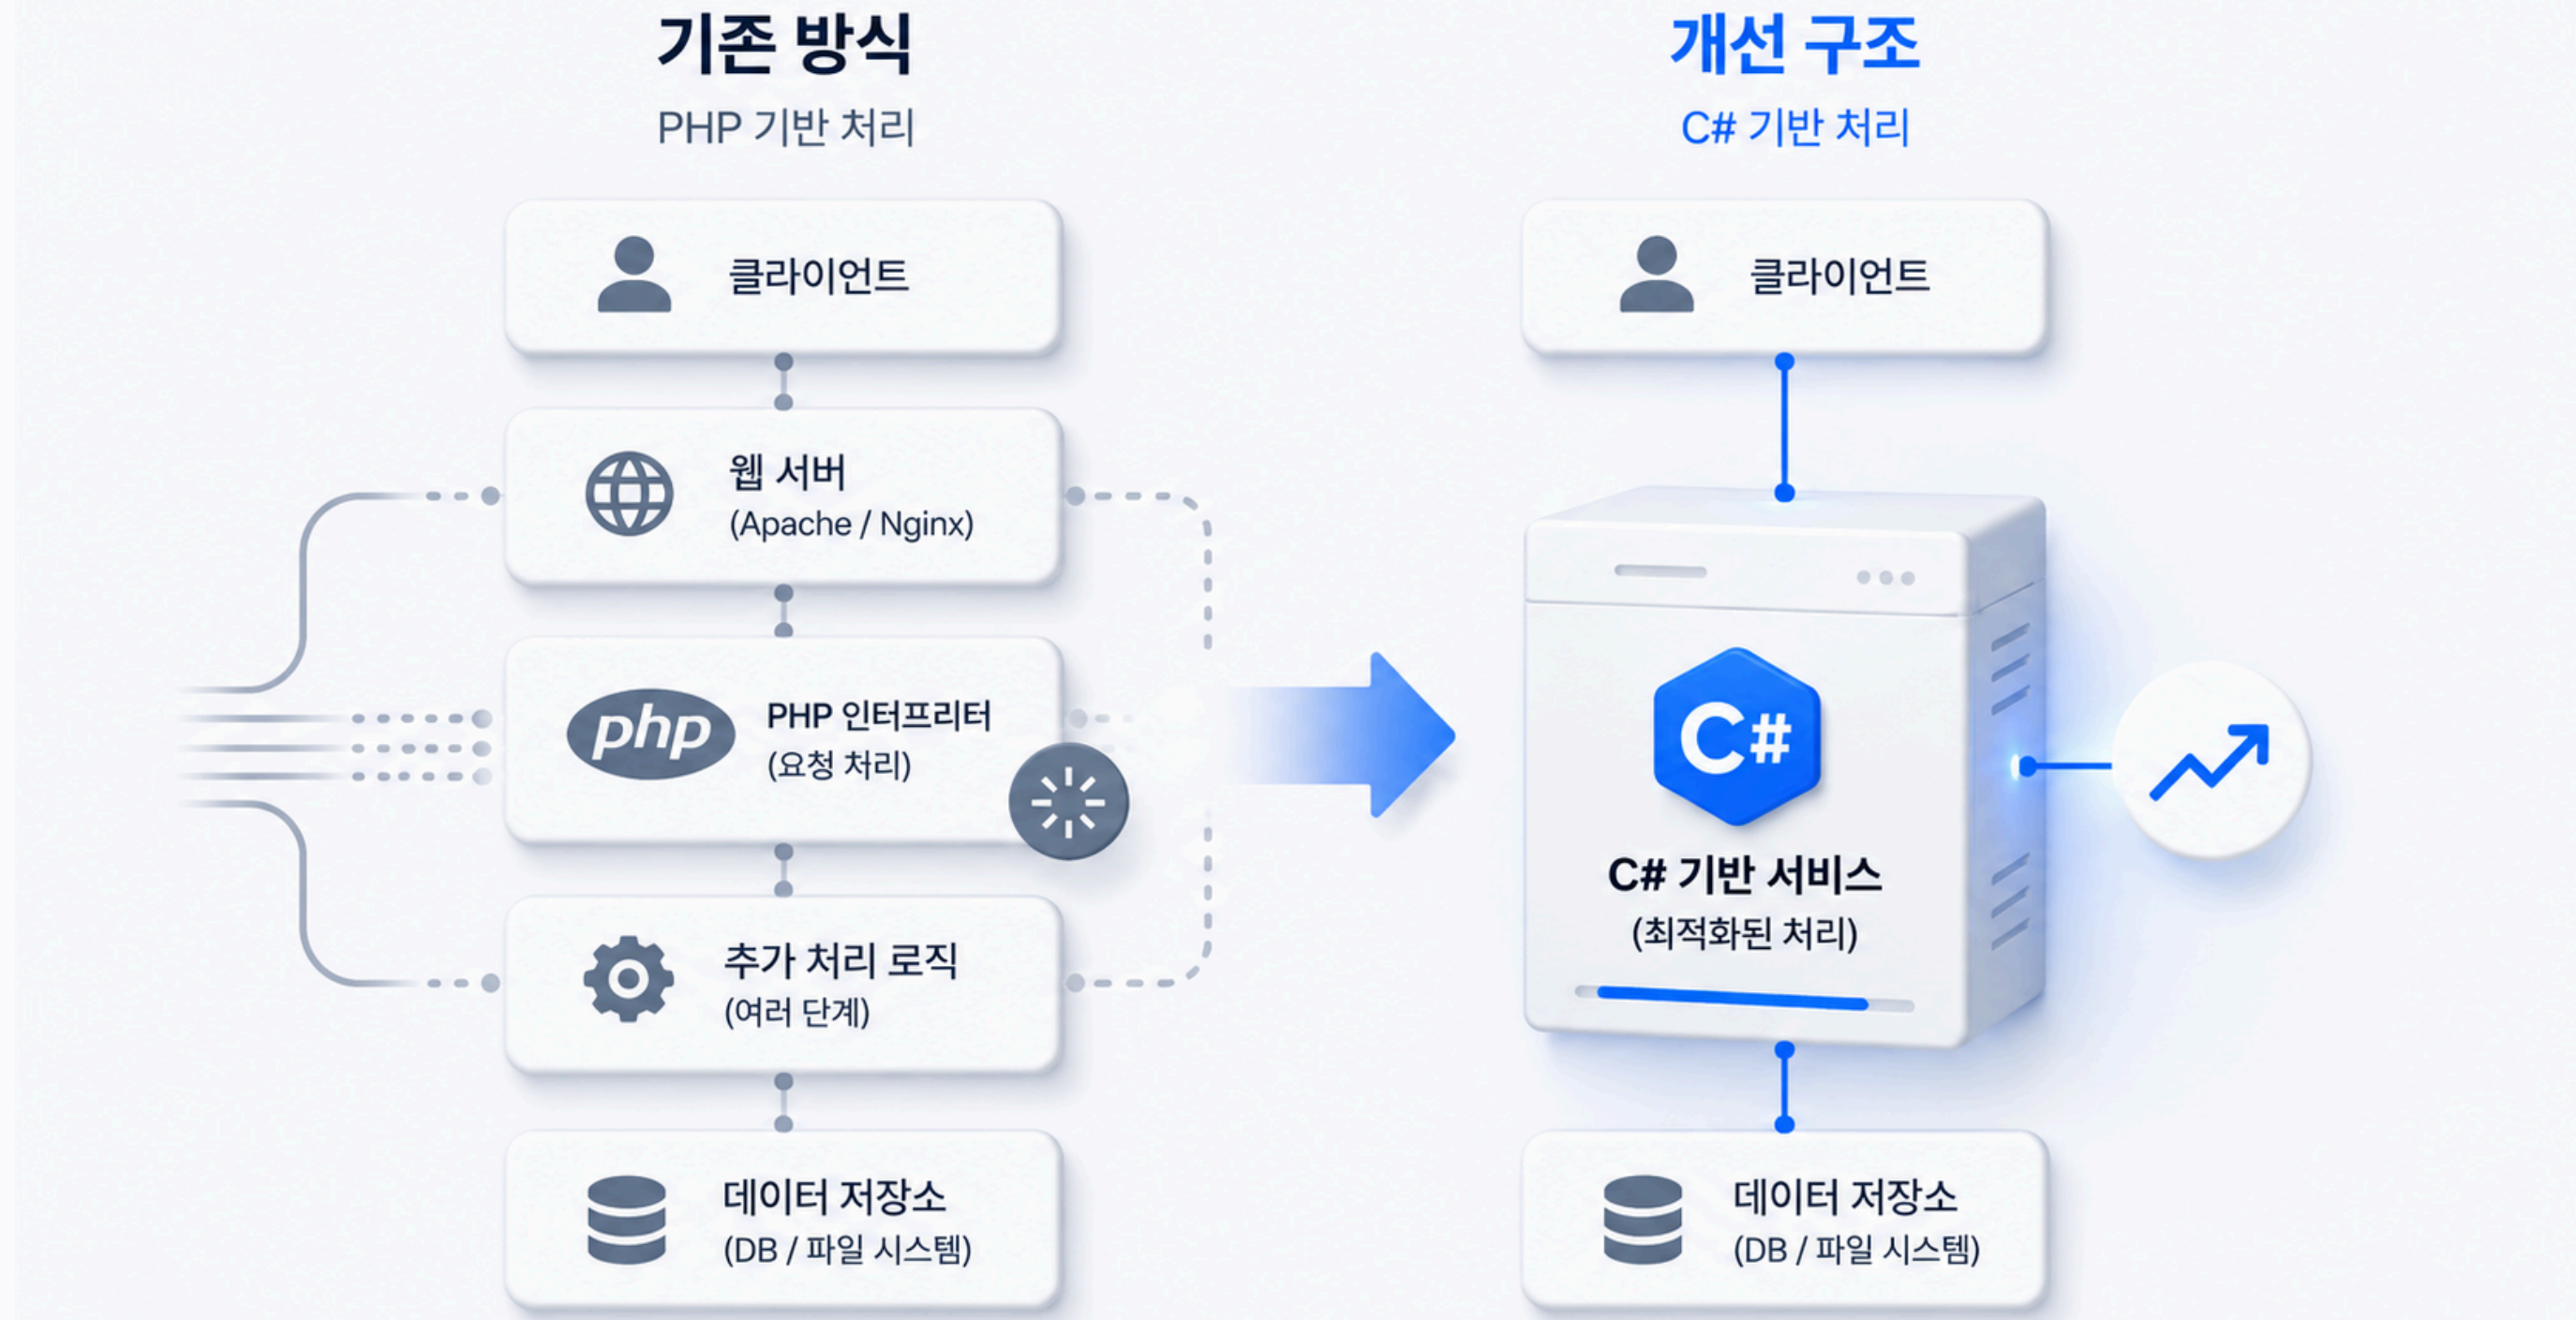 기존 방식
PHP 기반 처리
클라이언트
웹 서버
(Apache / Nginx)
php
PHP 인터프리터
(요청 처리)
추가 처리 로직
(여러 단계)
데이터 저장소
(DB / 파일 시스템)
개선 구조
C# 기반 처리
클라이언트
C#
C# 기반 서비스
(최적화된 처리)
데이터 저장소
(DB / 파일 시스템)